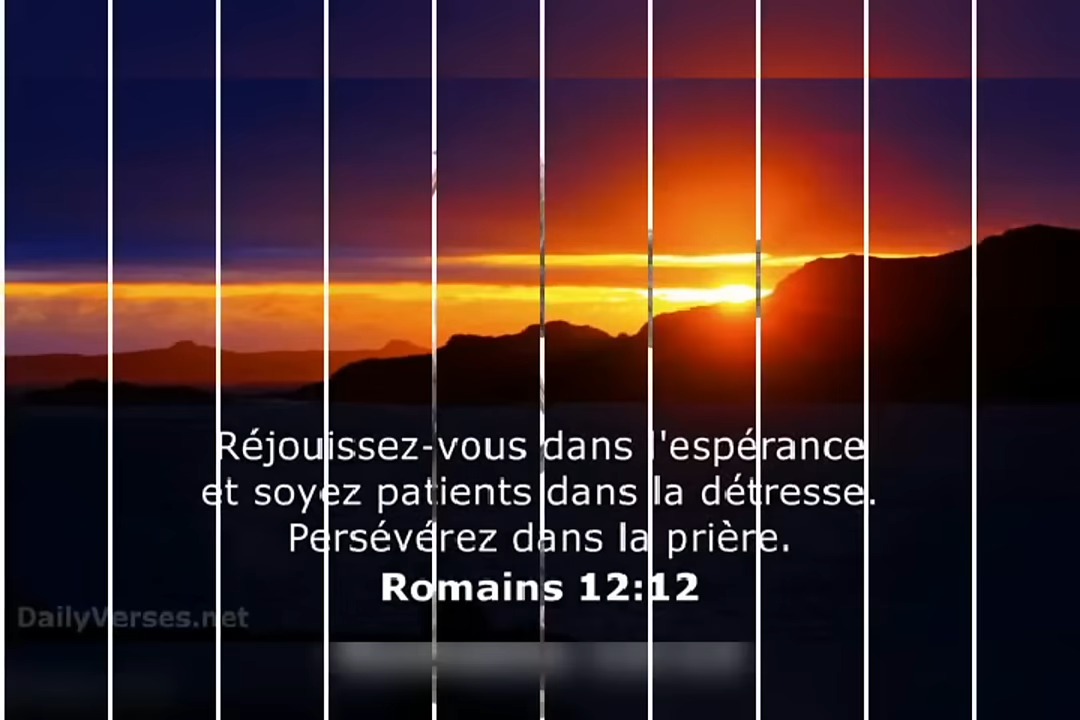 Réjouissez-vous dans l'espérance
et soyez patients dans la détresse.
Persévérez dans la prière.
Romains 12:12
DailyVerses.net